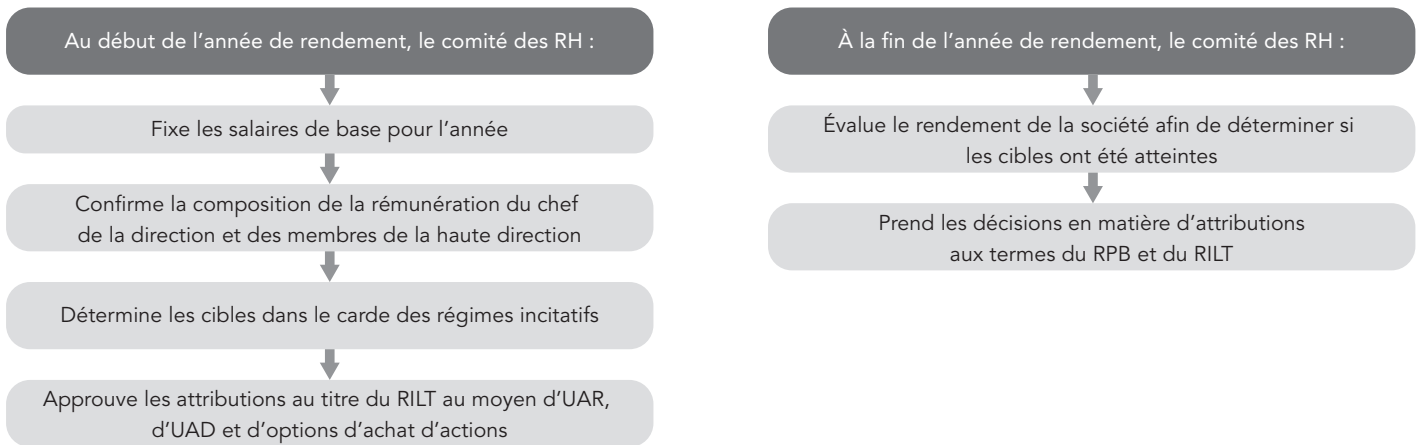 Au début de l’année de rendement, le comité des RH :
Fixe les salaires de base pour l’année
Confirme la composition de la rémunération du chef
de la direction et des membres de la haute direction
Détermine les cibles dans le carde des régimes incitatifs
Approuve les attributions au titre du RILT au moyen d’UAR,
d’UAD et d’options d’achat d’actions
À la fin de l’année de rendement, le comité des RH :
Évalue le rendement de la société afin de déterminer si
les cibles ont été atteintes
Prend les décisions en matière d’attributions
aux termes du RPB et du RILT